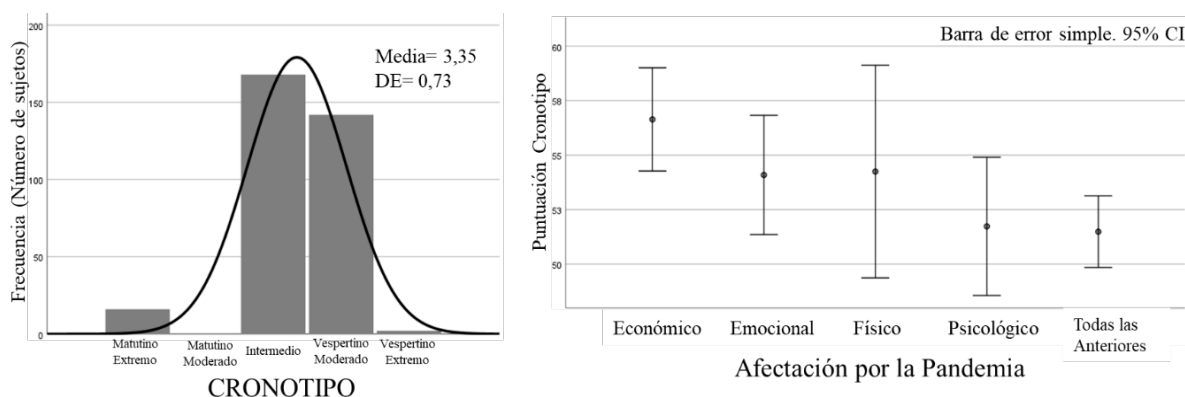 Frecuencia (Número de sujetos)
200
150
100
50
0
Media= 3,35
DE= 0,73
Matutino
Extremo
Matutino
Moderado
Intermedio
Vespertino
Moderado
Vespertino
Extremo
CRONOTIPO
Barra de error simple. 95% CI
Puntuación Cronotipo
60
58
55
53
50
Económico
Emocional
Físico
Psicológico
Todas las
Anteriores
Afectación por la Pandemia